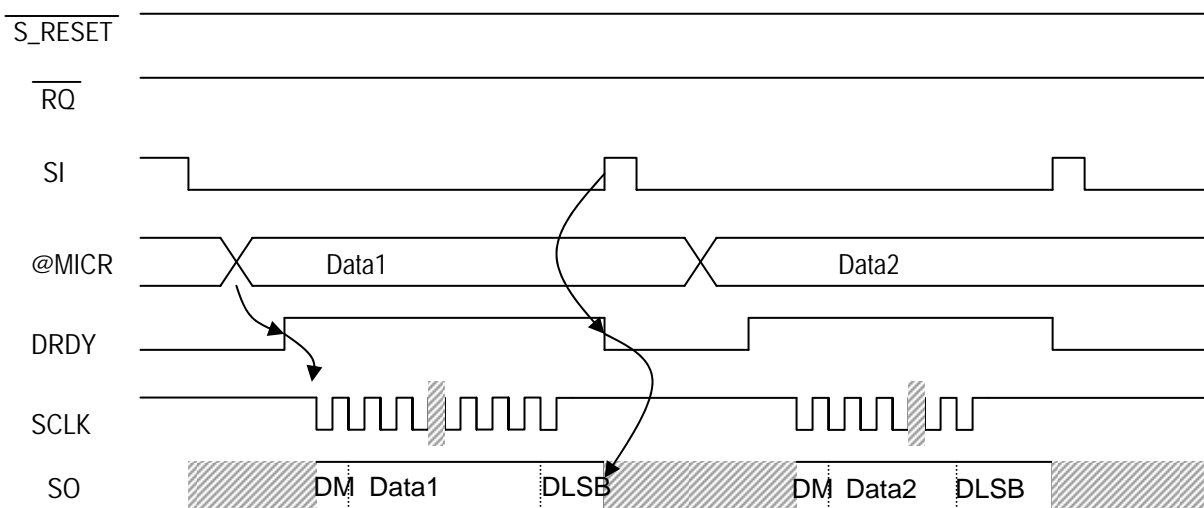 S_RESET
RQ
SI
@MICR Data1 Data2
DRDY
SCLK
SO DM Data1 DLSB DM Data2 DLSB